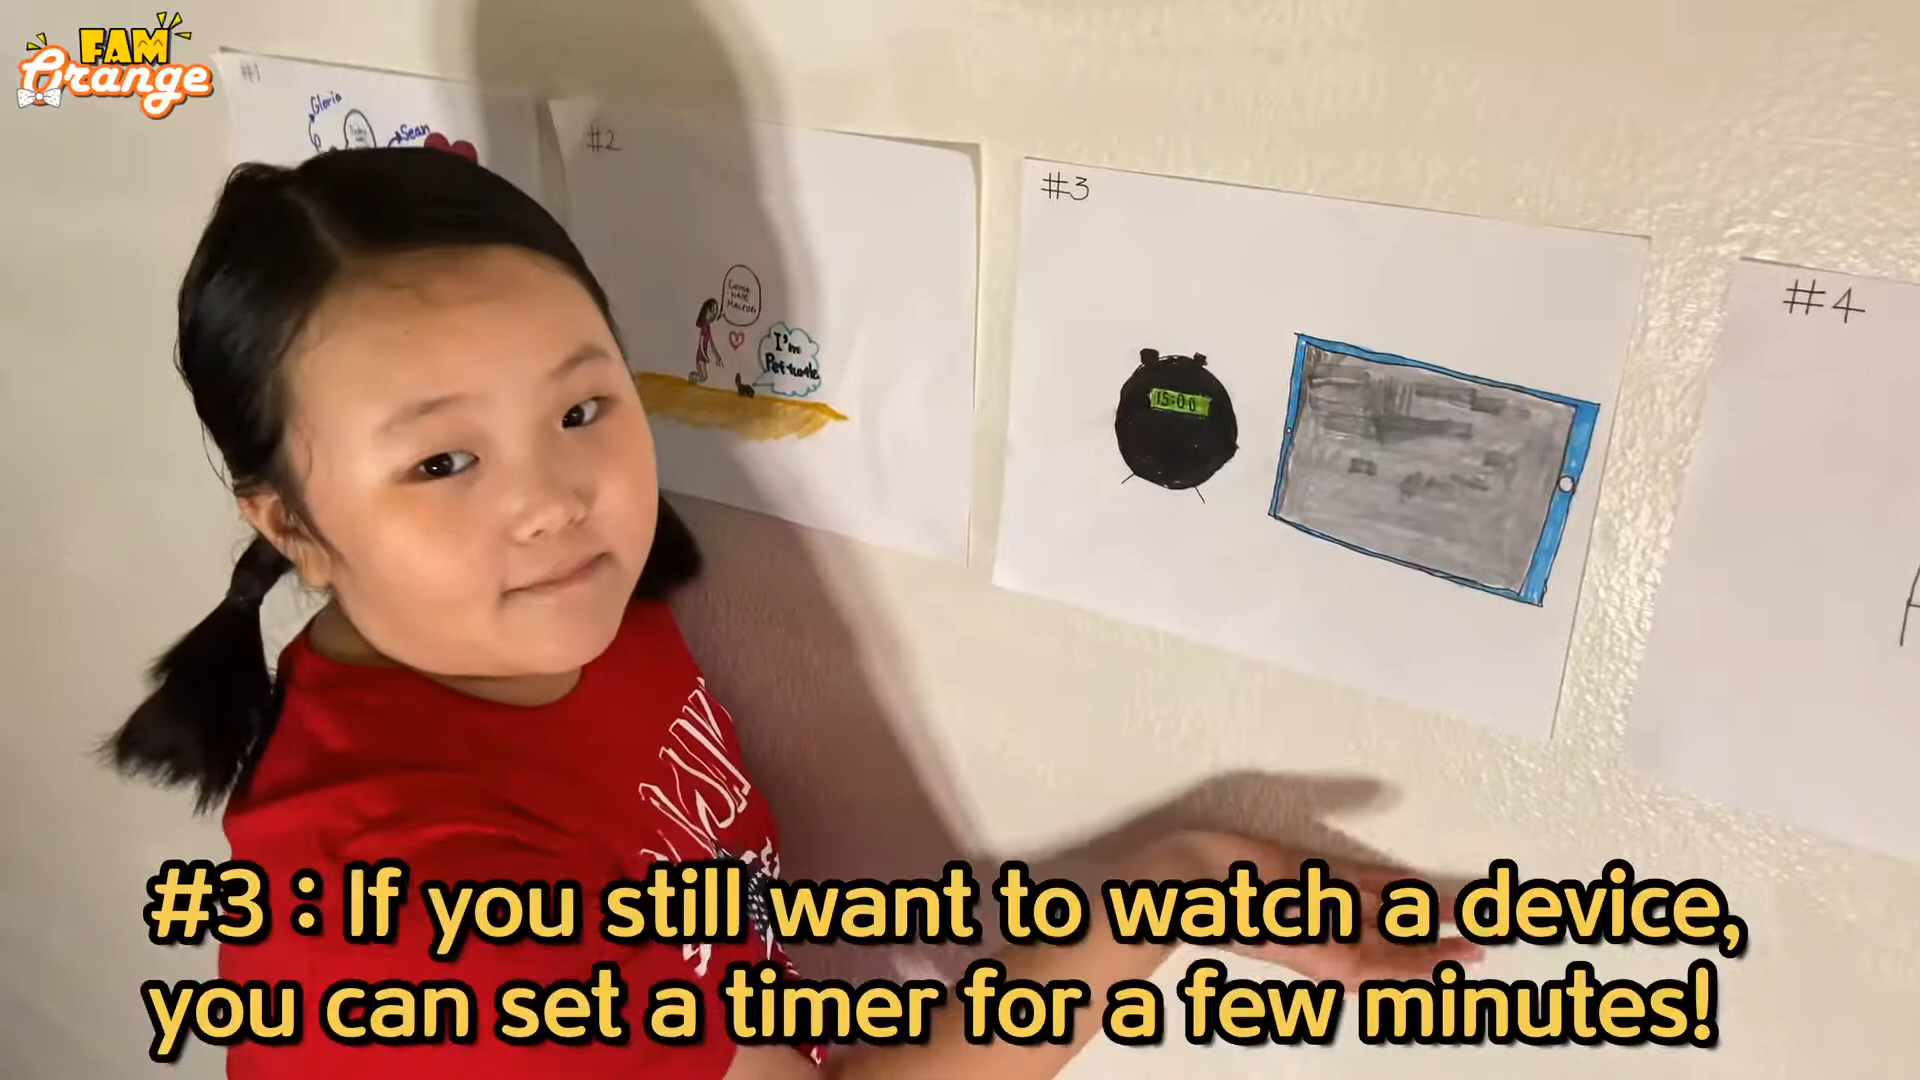 FAM
Orange
#1
Gloria
Sean
#2
I'm
Pet turtle
#3
15:00
#4
#3 : If you still want to watch a device,
you can set a timer for a few minutes!